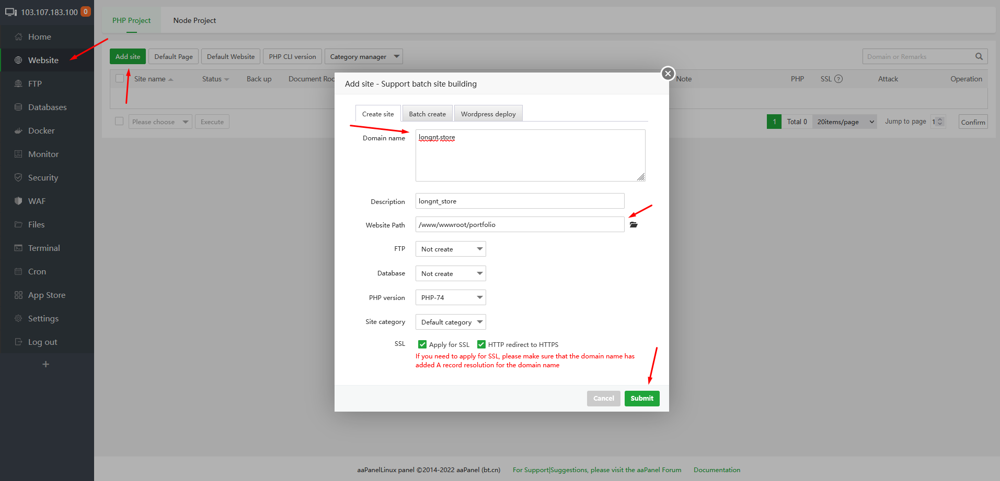 103.107.183.100 0
Home
Website
FTP
Databases
Docker
Monitor
Security
WAF
Files
Terminal
Cron
App Store
Settings
Log out
+
PHP Project Node Project
Add site Default Page Default Website PHP CLI version Category manager Domain or Remarks
Site name Status Back up Document Roo Note PHP SSL ? Attack Operation
Please choose Execute 1 Total 0 20items/page Jump to page 1 Confirm
Add site - Support batch site building
Create site Batch create Wordpress deploy
Domain name longnt.store
Description longnt_store
Website Path /www/wwwroot/portfolio
FTP Not create
Database Not create
PHP version PHP-74
Site category Default category
SSL Apply for SSL HTTP redirect to HTTPS
If you need to apply for SSL, please make sure that the domain name has
added A record resolution for the domain name
Cancel Submit
aaPanelLinux panel ©2014-2022 aaPanel (bt.cn) For Support|Suggestions, please visit the aaPanel Forum Documentation